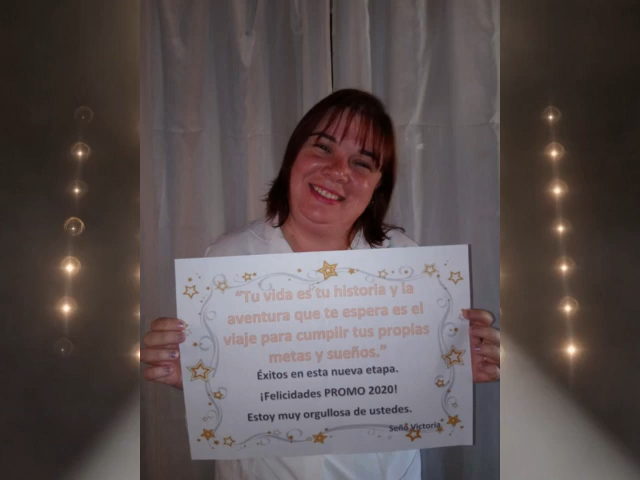 “Tu vida es tu historia y la
aventura que te espera es el
viaje para cumplir tus propias
metas y sueños.”
Éxitos en esta nueva etapa.
¡Felicidades PROMO 2020!
Estoy muy orgullosa de ustedes.
Seño Victoria